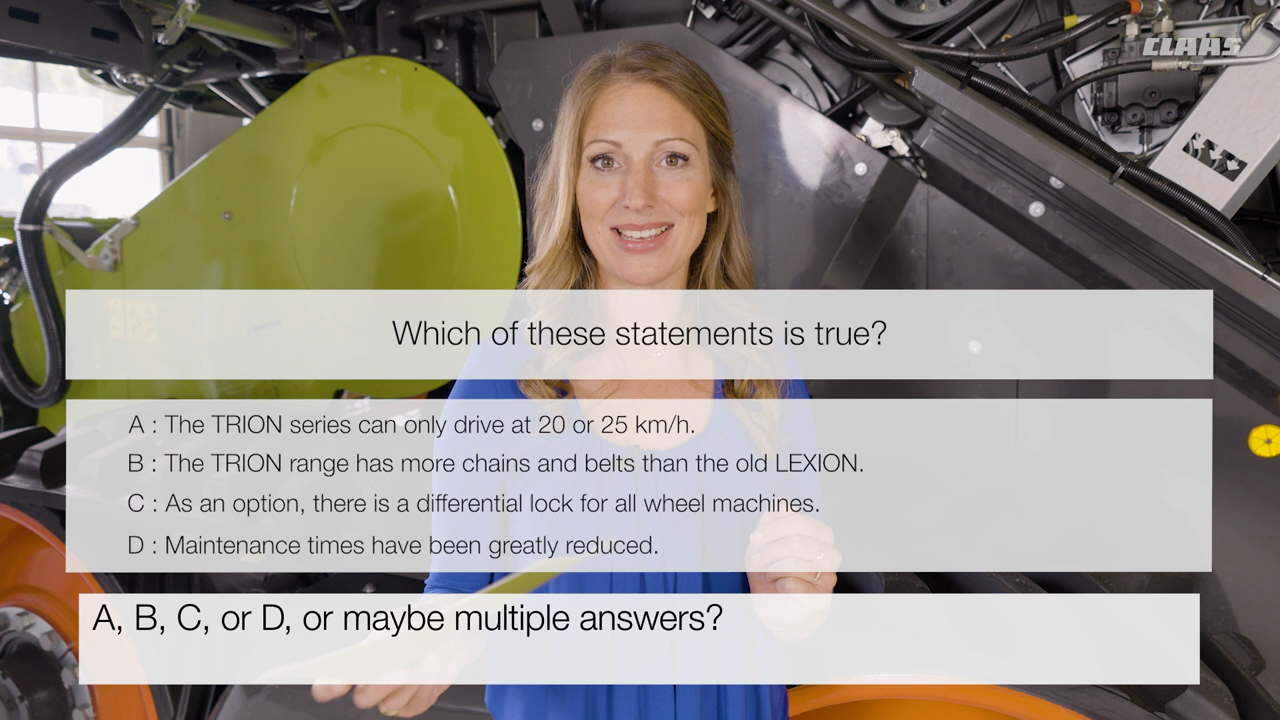 CLAAS
Which of these statements is true?
A : The TRION series can only drive at 20 or 25 km/h.
B : The TRION range has more chains and belts than the old LEXION.
C : As an option, there is a differential lock for all wheel machines.
D : Maintenance times have been greatly reduced.
A, B, C, or D, or maybe multiple answers?